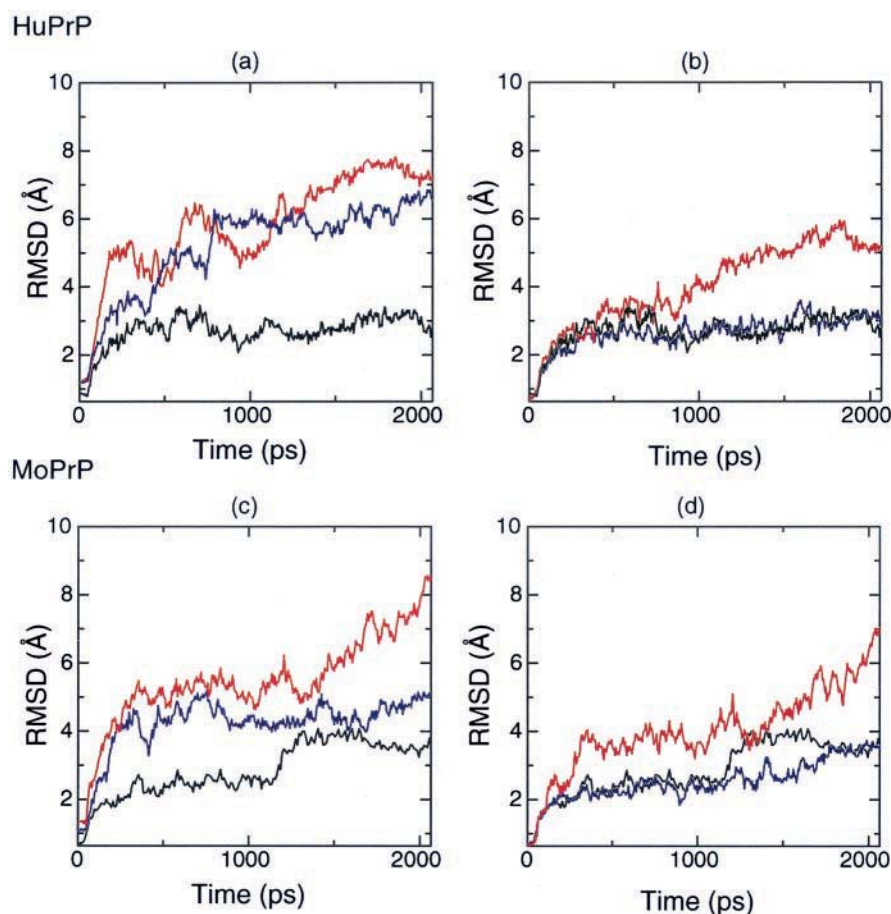 HuPrP
(a) (b)
10 10
8 8
6 6
4 4
2 2
RMSD (Å) RMSD (Å)
0 1000 2000 0 1000 2000
Time (ps) Time (ps)
MoPrP
(c) (d)
10 10
8 8
6 6
4 4
2 2
RMSD (Å) RMSD (Å)
0 1000 2000 0 1000 2000
Time (ps) Time (ps)